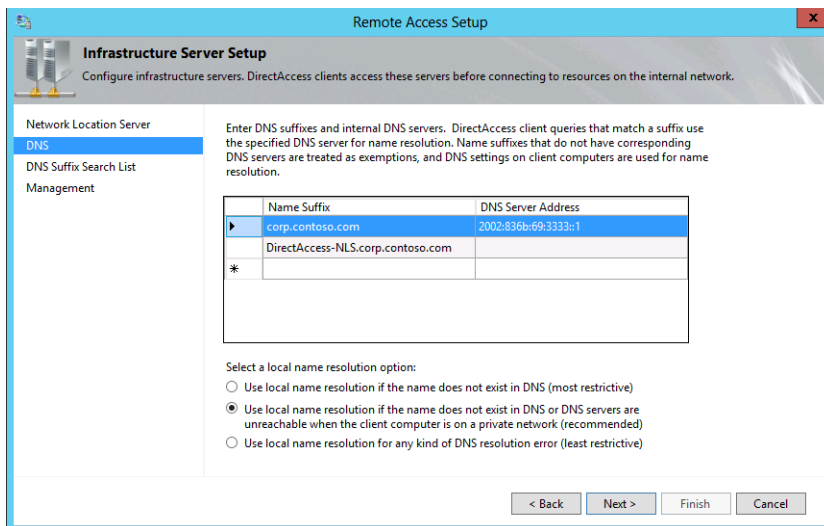 Remote Access Setup
x
Infrastructure Server Setup
Configure infrastructure servers. DirectAccess clients access these servers before connecting to resources on the internal network.
Network Location Server
DNS
DNS Suffix Search List
Management
Enter DNS suffixes and internal DNS servers. DirectAccess client queries that match a suffix use
the specified DNS server for name resolution. Name suffixes that do not have corresponding
DNS servers are treated as exemptions, and DNS settings on client computers are used for name
resolution.
Name Suffix DNS Server Address
corp.contoso.com 2002:836b:69:3333::1
DirectAccess-NLS.corp.contoso.com
*
Select a local name resolution option:
Use local name resolution if the name does not exist in DNS (most restrictive)
Use local name resolution if the name does not exist in DNS or DNS servers are
unreachable when the client computer is on a private network (recommended)
Use local name resolution for any kind of DNS resolution error (least restrictive)
< Back Next > Finish Cancel